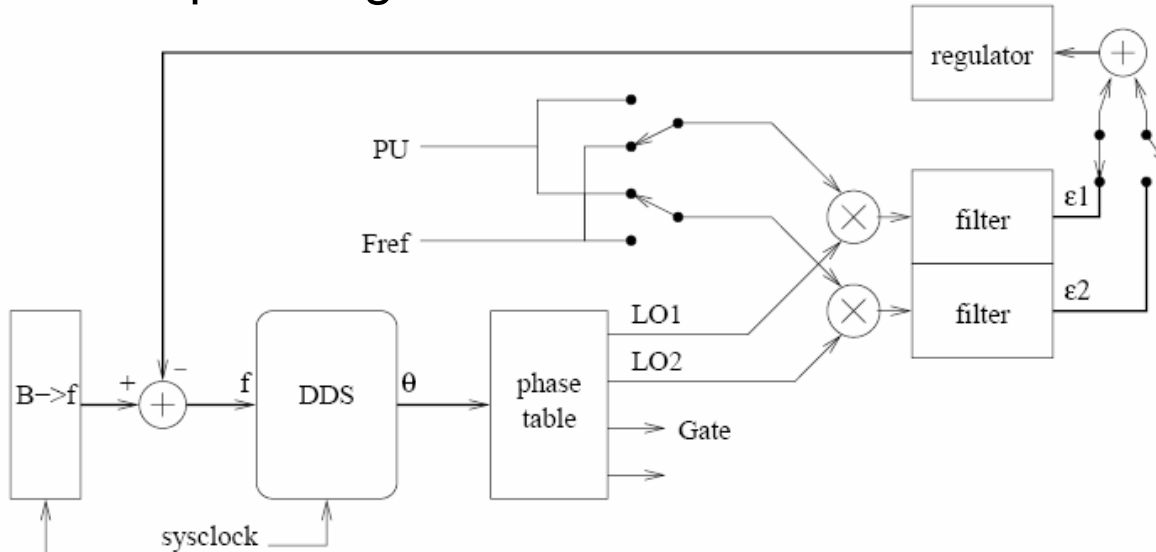 regulator
+
PU
Fref
ε1
filter
ε2
filter
LO1
LO2
B−>f
+
−
+
f
DDS
θ
phase
table
Gate
sysclock